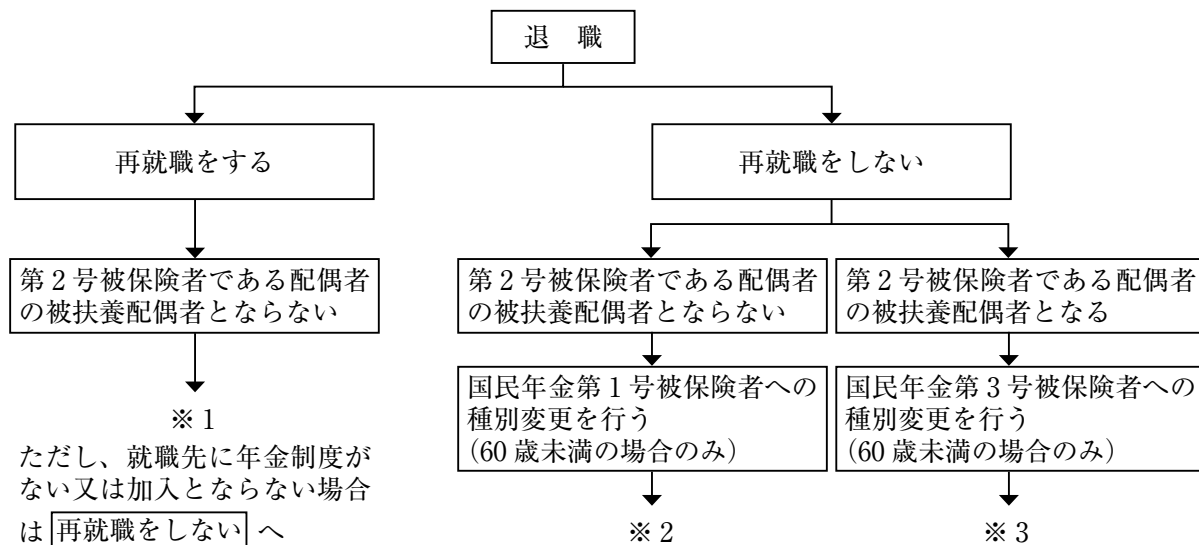 退　職
再就職をする
再就職をしない
第２号被保険者である配偶者
の被扶養配偶者とならない
第２号被保険者である配偶者
の被扶養配偶者とならない
第２号被保険者である配偶者
の被扶養配偶者となる
国民年金第１号被保険者への
種別変更を行う
(60歳未満の場合のみ)
国民年金第３号被保険者への
種別変更を行う
(60歳未満の場合のみ)
※１
ただし、就職先に年金制度が
ない又は加入とならない場合
は再就職をしないへ
※２
※３